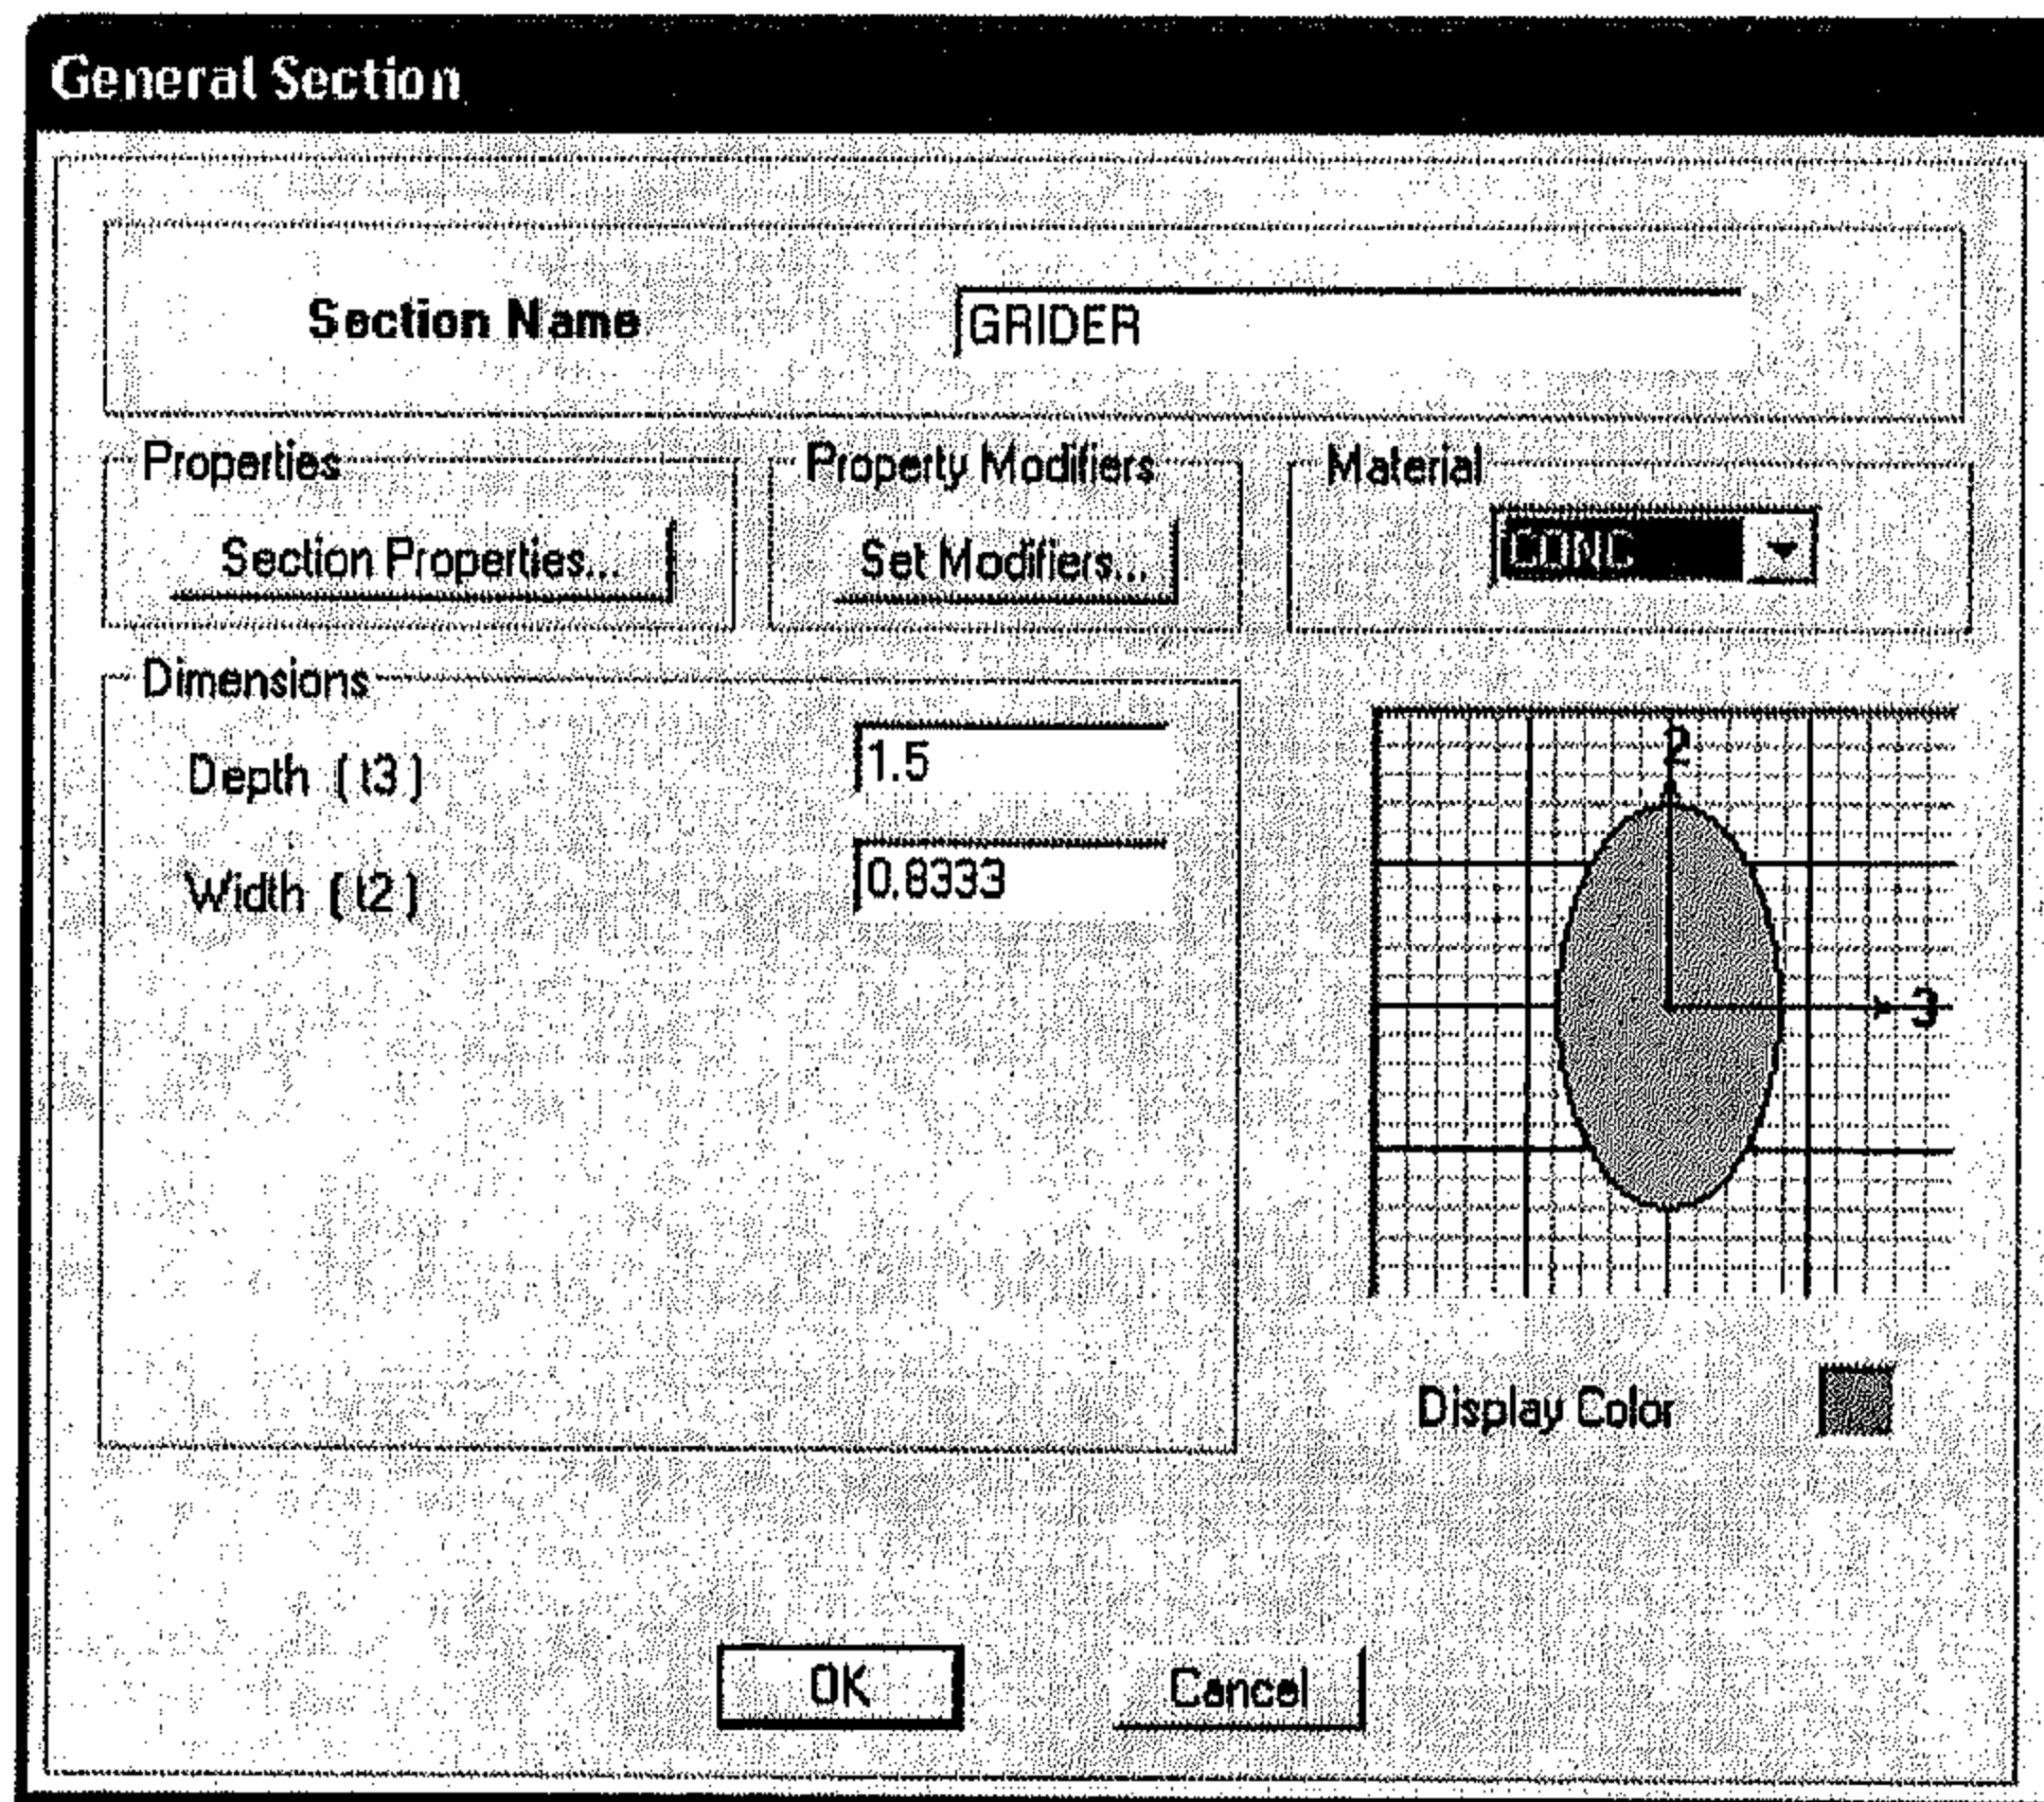 General Section
Section Name
GRIDER
Properties
Property Modifiers
Material
Section Properties...
Set Modifiers...
CONC
Dimensions
Depth ( t3 )
1.5
Width ( t2 )
0.8333
2
3
Display Color
OK
Cancel